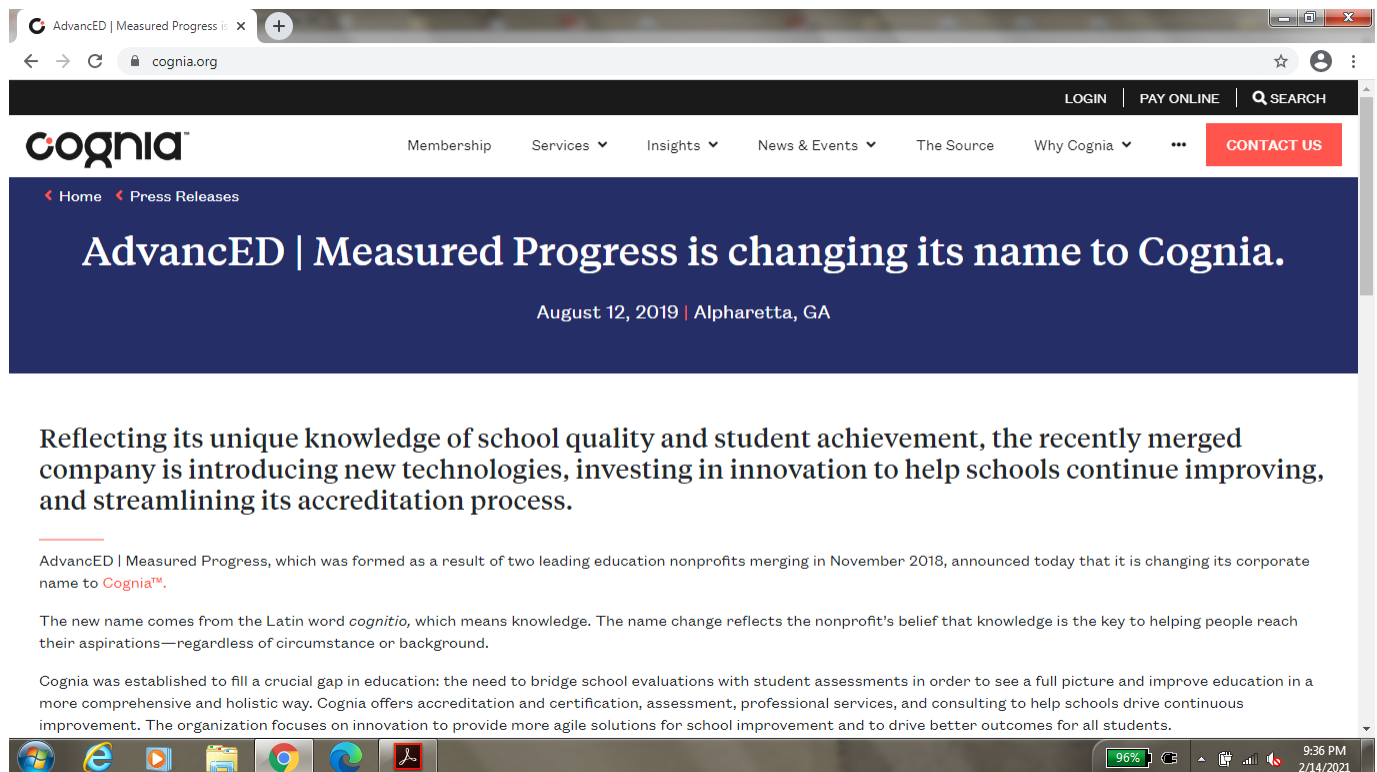 AdvancED | Measured Progress is
cognia.org
LOGIN | PAY ONLINE | SEARCH
cognia™
Membership Services Insights News & Events The Source Why Cognia ••• CONTACT US
Home Press Releases
AdvancED | Measured Progress is changing its name to Cognia.
August 12, 2019 | Alpharetta, GA
Reflecting its unique knowledge of school quality and student achievement, the recently merged
company is introducing new technologies, investing in innovation to help schools continue improving,
and streamlining its accreditation process.
AdvancED | Measured Progress, which was formed as a result of two leading education nonprofits merging in November 2018, announced today that it is changing its corporate
name to Cognia™.
The new name comes from the Latin word cognitio, which means knowledge. The name change reflects the nonprofit’s belief that knowledge is the key to helping people reach
their aspirations—regardless of circumstance or background.
Cognia was established to fill a crucial gap in education: the need to bridge school evaluations with student assessments in order to see a full picture and improve education in a
more comprehensive and holistic way. Cognia offers accreditation and certification, assessment, professional services, and consulting to help schools drive continuous
improvement. The organization focuses on innovation to provide more agile solutions for school improvement and to drive better outcomes for all students.
96%
9:36 PM
2/14/2021